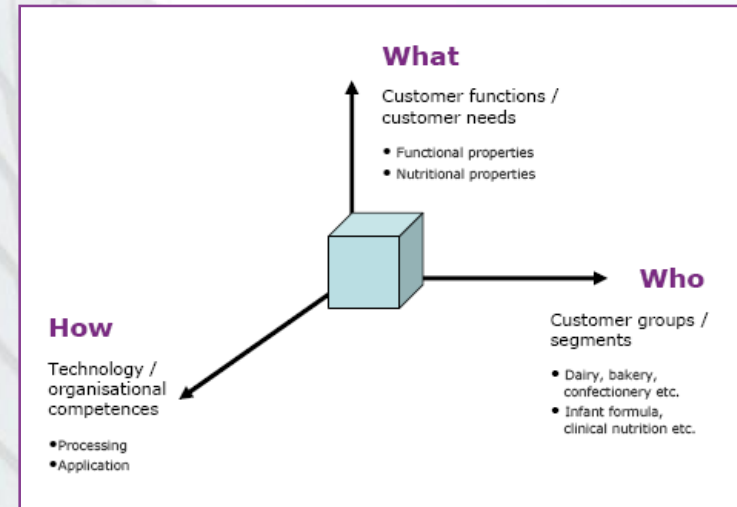 What
Customer functions /
customer needs
• Functional properties
• Nutritional properties
Who
Customer groups /
segments
• Dairy, bakery,
confectionery etc.
• Infant formula,
clinical nutrition etc.
How
Technology /
organisational
competences
•Processing
•Application